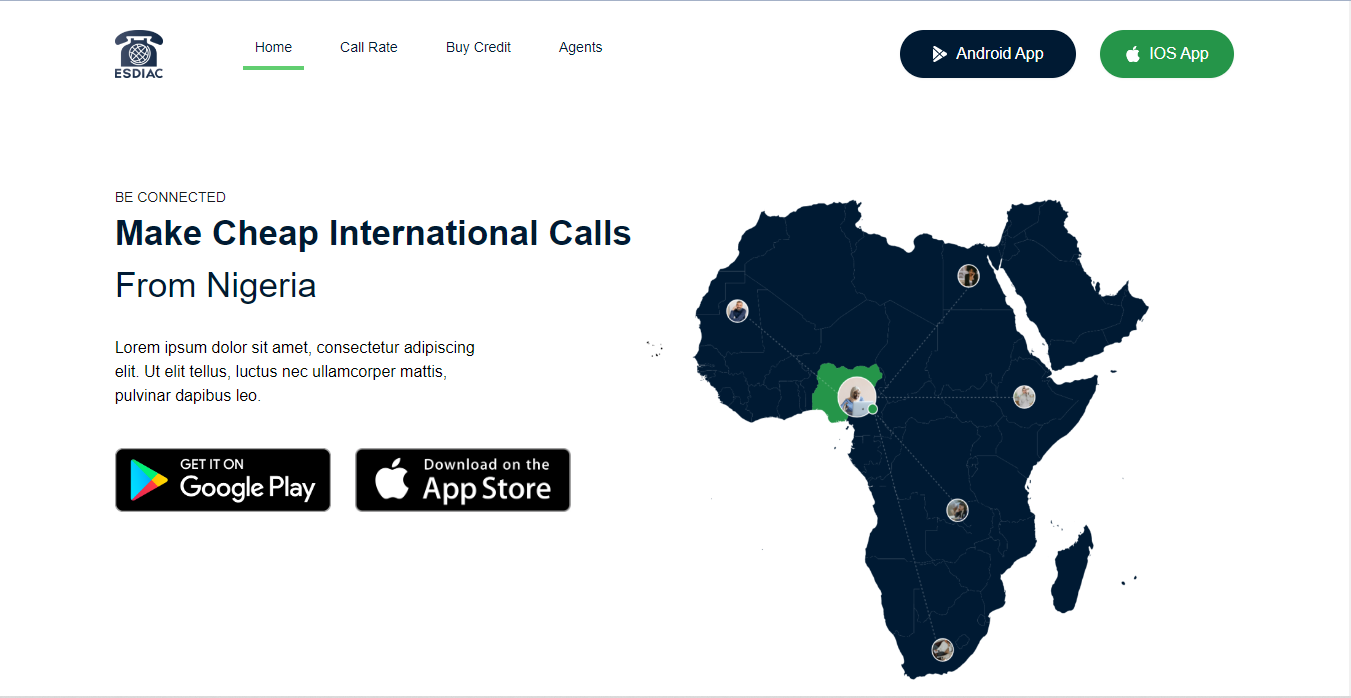 ESDIAC
Home
Call Rate
Buy Credit
Agents
Android App
IOS App
BE CONNECTED
Make Cheap International Calls
From Nigeria
Lorem ipsum dolor sit amet, consectetur adipiscing
elit. Ut elit tellus, luctus nec ullamcorper mattis,
pulvinar dapibus leo.
GET IT ON
Google Play
Download on the
App Store